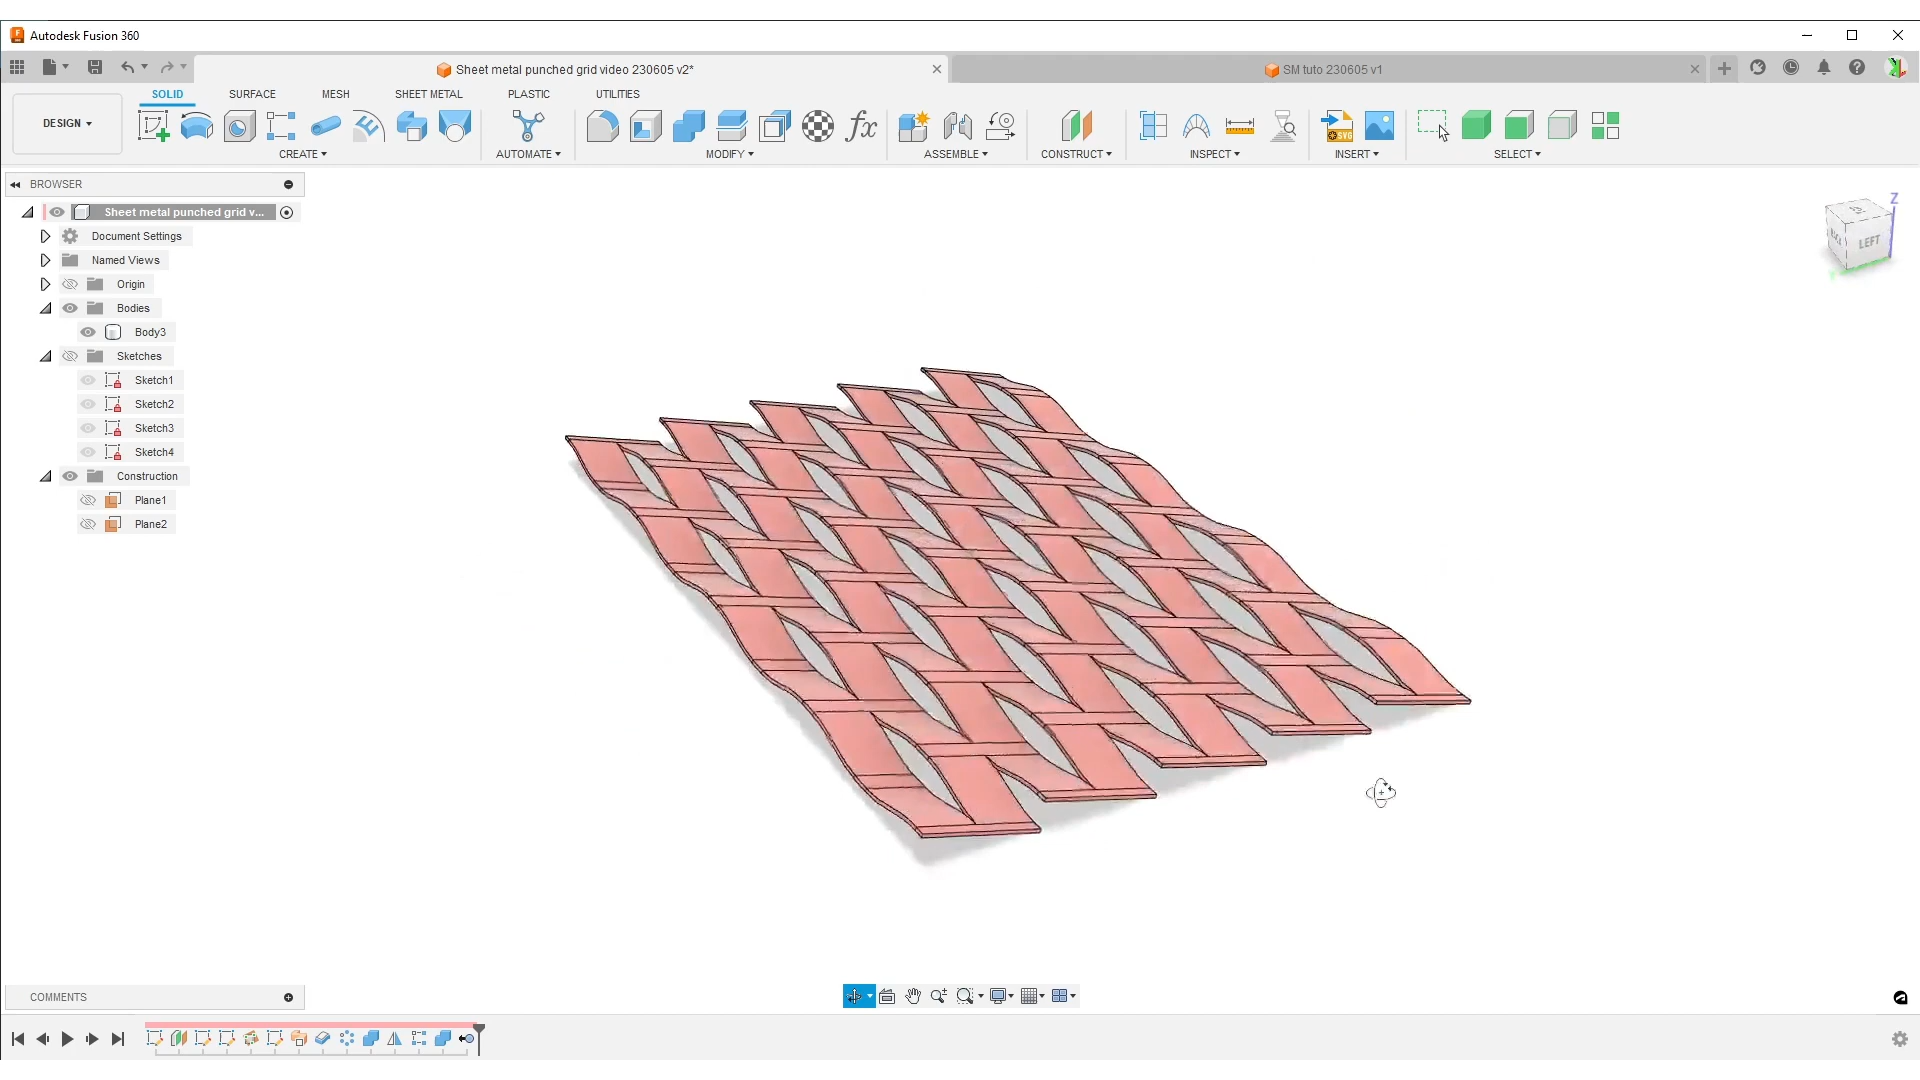 Autodesk Fusion 360
Sheet metal punched grid video 230605 v2*
SM tuto 230605 v1
SOLID SURFACE MESH SHEET METAL PLASTIC UTILITIES
DESIGN
fx
SVG
CREATE AUTOMATE MODIFY ASSEMBLE CONSTRUCT INSPECT INSERT SELECT
BROWSER
Sheet metal punched grid v...
Document Settings
Named Views
Origin
Bodies
Body3
Sketches
Sketch1
Sketch2
Sketch3
Sketch4
Construction
Plane1
Plane2
Z
LEFT
COMMENTS